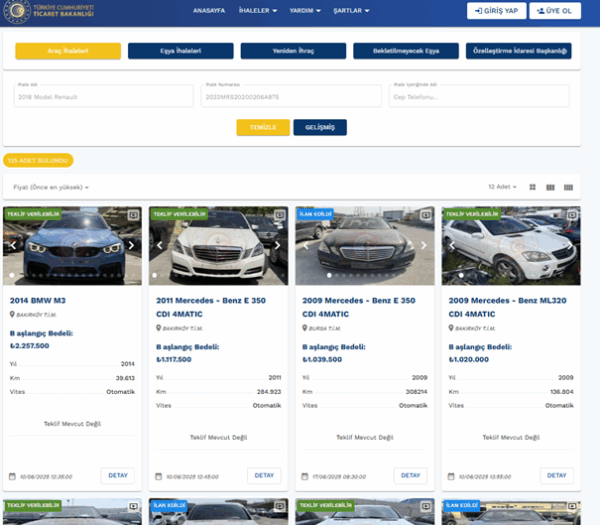 TÜRKİYE CUMHURİYETİ
TİCARET BAKANLIĞI
ANASAYFA İHALELER YARDIM ŞARTLAR GİRİŞ YAP ÜYE OL
Araç İhaleleri Eşya İhaleleri Yeniden İhraç Bekletilmeyecek Eşya Özelleştirme İdaresi Başkanlığı
2018 Model Renault Cep Telefonu...
TEMİZLE GELİŞMİŞ
125 ADET BULUNDU
Fiyat (Önce en yüksek) 12 Adet
TEKLİF VERİLEBİLİR TEKLİF VERİLEBİLİR İLAN EDİLDİ TEKLİF VERİLEBİLİR
2014 BMW M3
BAKIRKÖY T.İ.M.
B aşlangıç Bedeli:
₺2.257.500
Yıl 2014
Km 39.613
Vites Otomatik
Teklif Mevcut Değil
10/06/2025 12:35:00 DETAY
2011 Mercedes - Benz E 350
CDI 4MATIC
BAKIRKÖY T.İ.M.
B aşlangıç Bedeli:
₺1.117.500
Yıl 2011
Km 284.923
Vites Otomatik
Teklif Mevcut Değil
10/06/2025 12:45:00 DETAY
2009 Mercedes - Benz E 350
CDI 4MATIC
BURSA T.İ.M.
B aşlangıç Bedeli:
₺1.039.500
Yıl 2009
Km 308214
Vites Otomatik
Teklif Mevcut Değil
17/06/2025 09:30:00 DETAY
2009 Mercedes - Benz ML320
CDI 4MATIC
BAKIRKÖY T.İ.M.
B aşlangıç Bedeli:
₺1.020.000
Yıl 2009
Km 136.804
Vites Otomatik
Teklif Mevcut Değil
10/06/2025 13:55:00 DETAY
TEKLİF VERİLEBİLİR İLAN EDİLDİ TEKLİF VERİLEBİLİR İLAN EDİLDİ